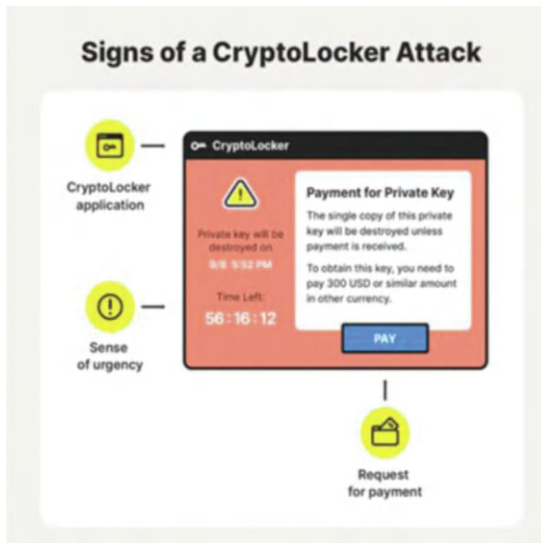 Signs of a CryptoLocker Attack
CryptoLocker
application
CryptoLocker
Private key will be
destroyed on
9/8 5:52 PM
Time Left:
56:16:12
Payment for Private Key
The single copy of this private
key will be destroyed unless
payment is received.
To obtain this key, you need to
pay 300 USD or similar amount
in other currency.
PAY
Sense
of urgency
Request
for payment